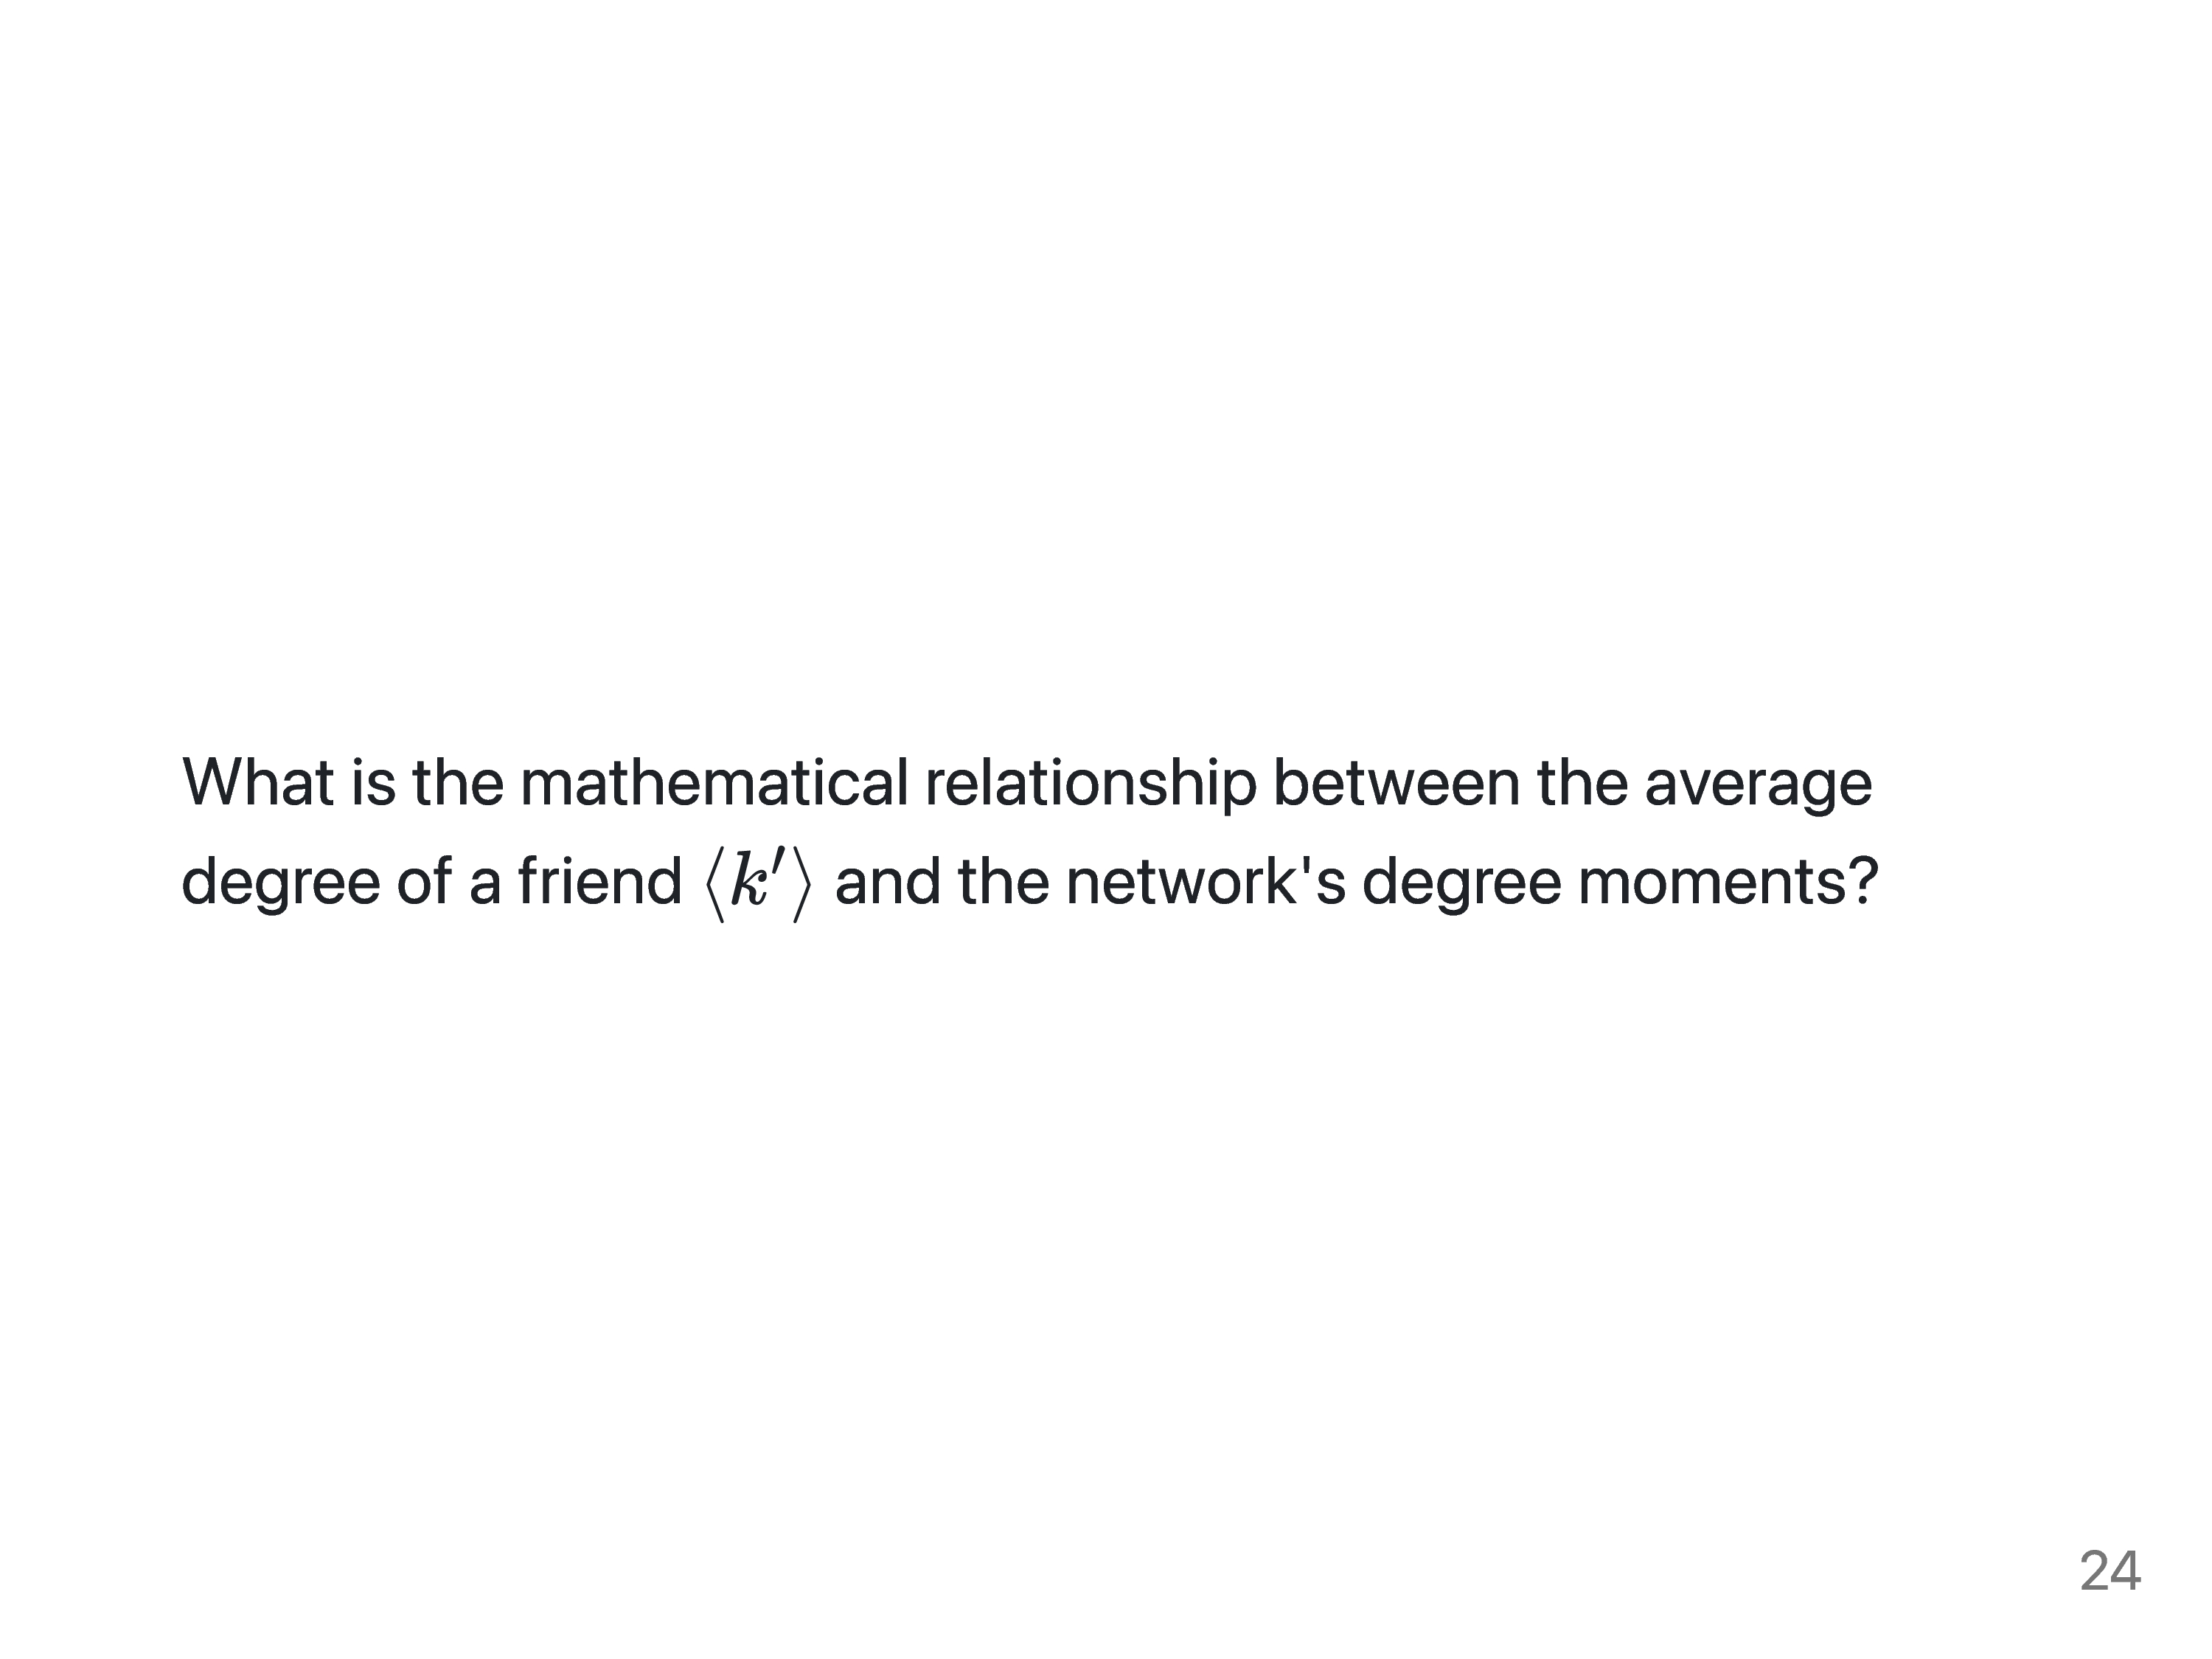 What is the mathematical relationship between the average
degree of a friend ⟨k′⟩ and the network's degree moments?
24